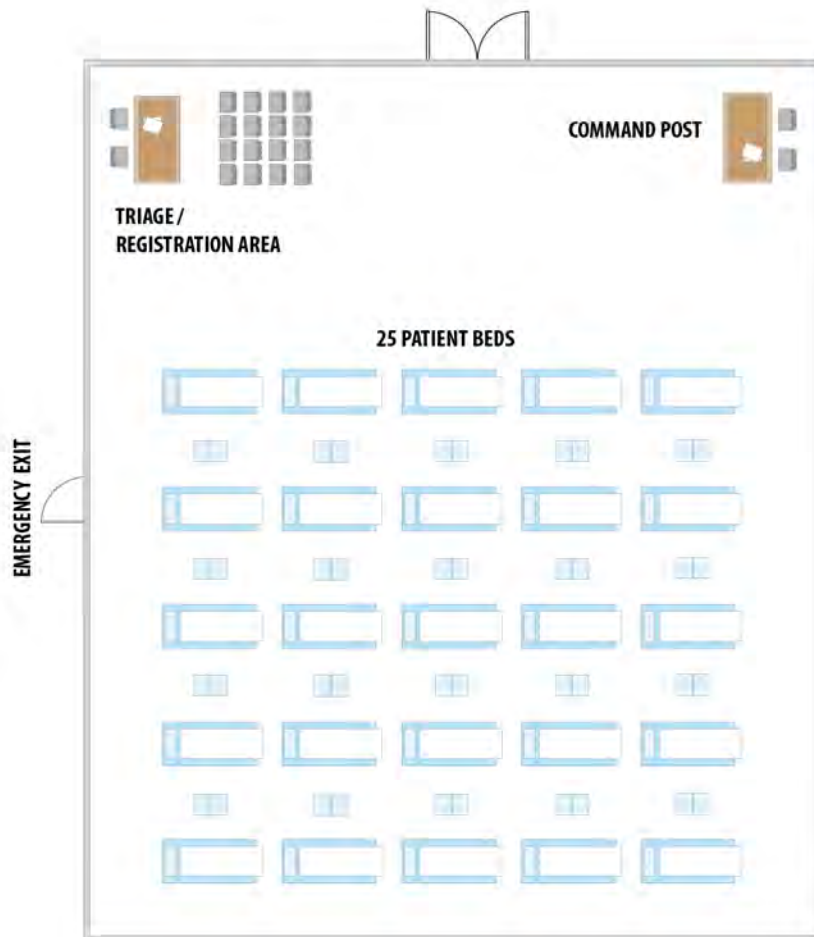 COMMAND POST
TRIAGE /
REGISTRATION AREA
25 PATIENT BEDS
EMERGENCY EXIT